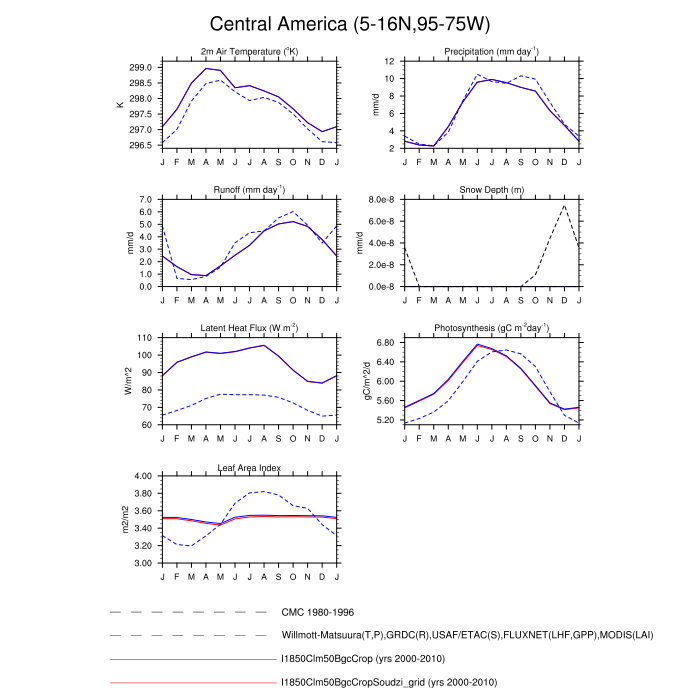 Central America (5-16N,95-75W)
2m Air Temperature (°K)
299.0
298.5
298.0
297.5
297.0
296.5
K
J F M A M J J A S O N D J
Precipitation (mm day⁻¹)
12
10
8
6
4
2
mm/d
J F M A M J J A S O N D J
Runoff (mm day⁻¹)
7.0
6.0
5.0
4.0
3.0
2.0
1.0
0.0
mm/d
J F M A M J J A S O N D J
Snow Depth (m)
8.0e-8
6.0e-8
4.0e-8
2.0e-8
0.0e-8
mm/d
J F M A M J J A S O N D J
Latent Heat Flux (W m⁻²)
110
100
90
80
70
60
W/m^2
J F M A M J J A S O N D J
Photosynthesis (gC m⁻²day⁻¹)
6.80
6.40
6.00
5.60
5.20
gC/m^2/d
J F M A M J J A S O N D J
Leaf Area Index
4.00
3.80
3.60
3.40
3.20
3.00
m2/m2
J F M A M J J A S O N D J
CMC 1980-1996
Willmott-Matsuura(T,P),GRDC(R),USAF/ETAC(S),FLUXNET(LHF,GPP),MODIS(LAI)
I1850Clm50BgcCrop (yrs 2000-2010)
I1850Clm50BgcCropSoudzi_grid (yrs 2000-2010)